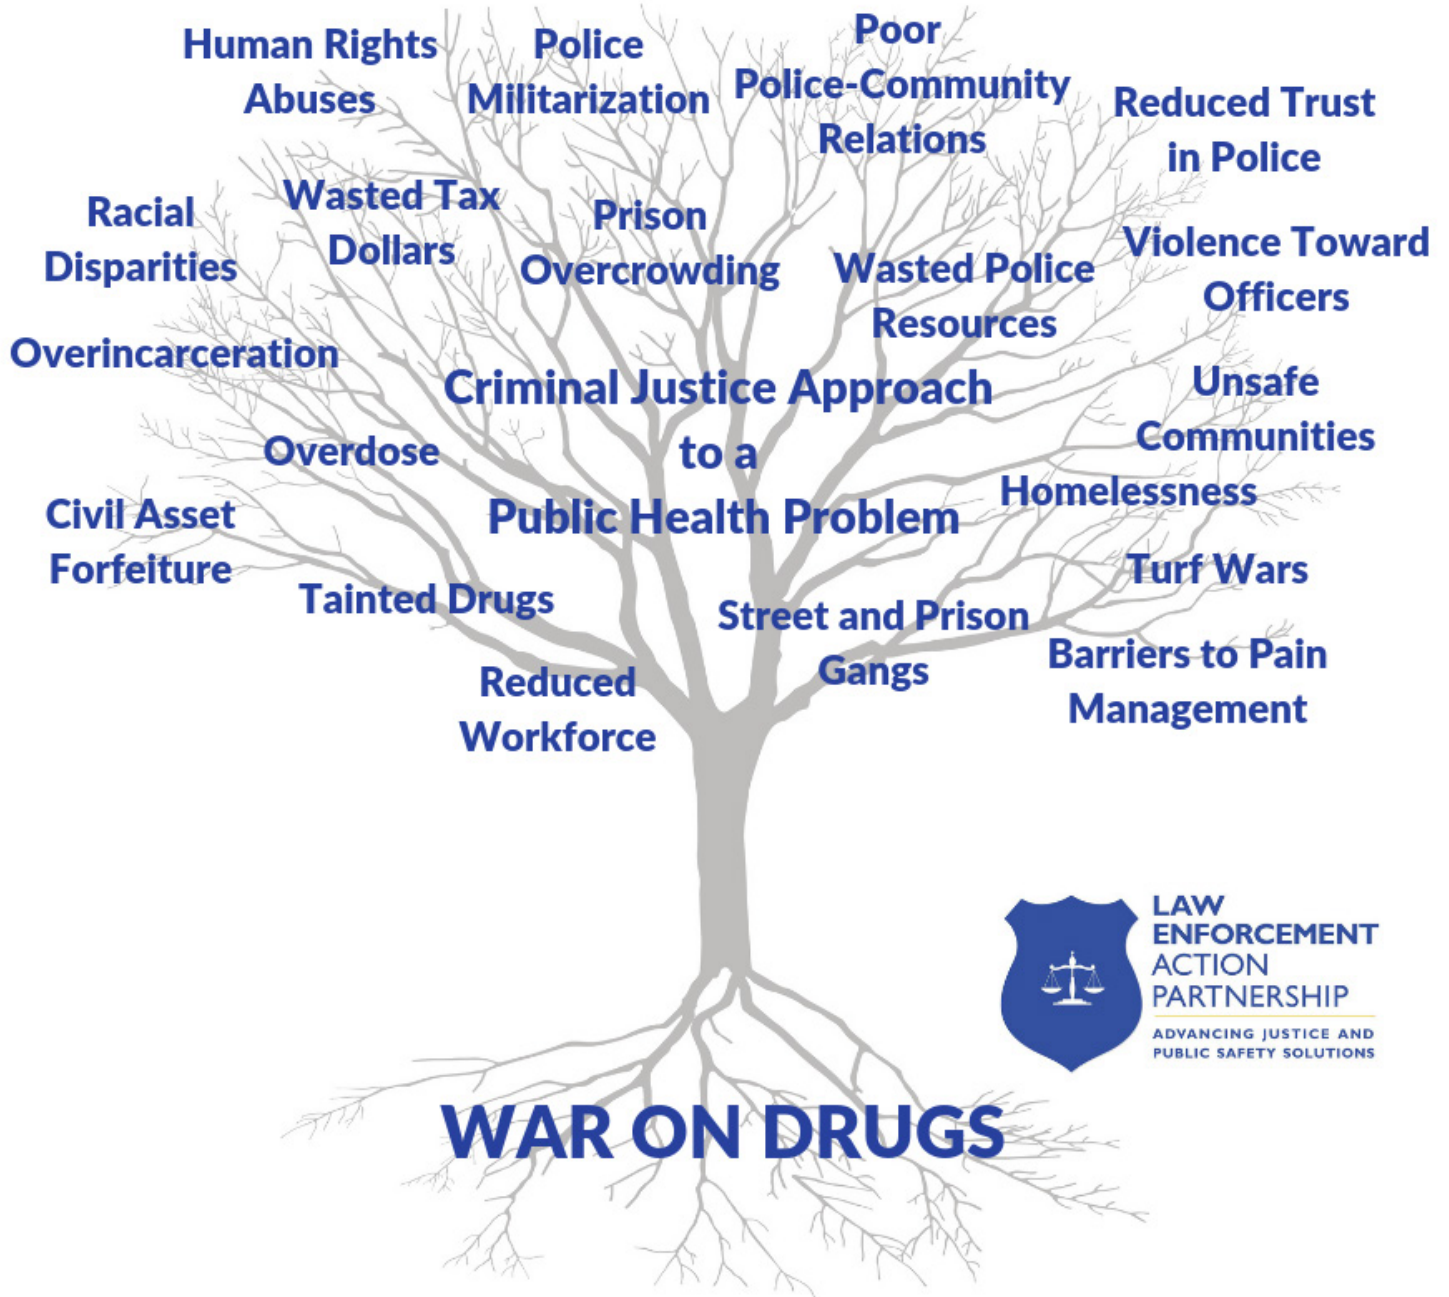 Human Rights
Abuses
Police
Militarization
Poor
Police-Community
Relations
Reduced Trust
in Police
Racial
Disparities
Wasted Tax
Dollars
Prison
Overcrowding
Wasted Police
Resources
Violence Toward
Officers
Overincarceration
Criminal Justice Approach
to a
Public Health Problem
Unsafe
Communities
Overdose
Homelessness
Civil Asset
Forfeiture
Turf Wars
Tainted Drugs
Street and Prison
Gangs
Barriers to Pain
Management
Reduced
Workforce
LAW
ENFORCEMENT
ACTION
PARTNERSHIP
ADVANCING JUSTICE AND
PUBLIC SAFETY SOLUTIONS
WAR ON DRUGS